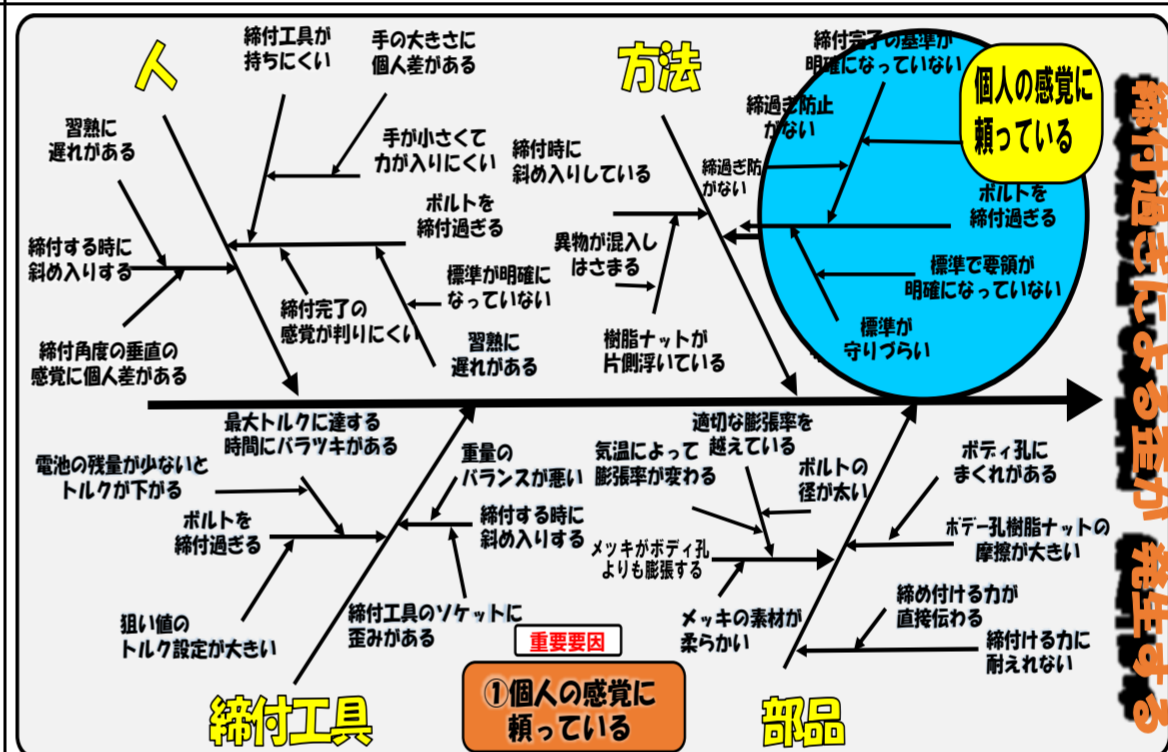 人
締付工具が
持ちにくい
手の大きさに
個人差がある
習熟に
遅れがある
手が小さくて
力が入りにくい
ボルトを
締付過ぎる
締付する時に
斜め入りする
締付完了の
感覚が判りにくい
標準が明確に
なっていない
習熟に
遅れがある
締付角度の垂直の
感覚に個人差がある
方法
締付完了の基準が
明確になっていない
個人の感覚に
頼っている
締過ぎ防止
がない
締付時に
斜め入りしている
締過ぎ防
がない
ボルトを
締付過ぎる
異物が混入し
はさまる
標準で要領が
明確になっていない
樹脂ナットが
片側浮いている
標準が
守りづらい
締付過ぎによる歪が 発生する
最大トルクに達する
時間にバラツキがある
電池の残量が少ないと
トルクが下がる
重量の
バランスが悪い
ボルトを
締付過ぎる
締付する時に
斜め入りする
狙い値の
トルク設定が大きい
締付工具のソケットに
歪みがある
締付工具
適切な膨張率を
越えている
気温によって
膨張率が変わる
ボルトの
径が太い
ボディ孔に
まくれがある
メッキがボディ孔
よりも膨張する
ボデー孔樹脂ナットの
摩擦が大きい
メッキの素材が
柔らかい
締め付ける力が
直接伝わる
締付ける力に
耐えれない
部品
重要要因
①個人の感覚に
頼っている